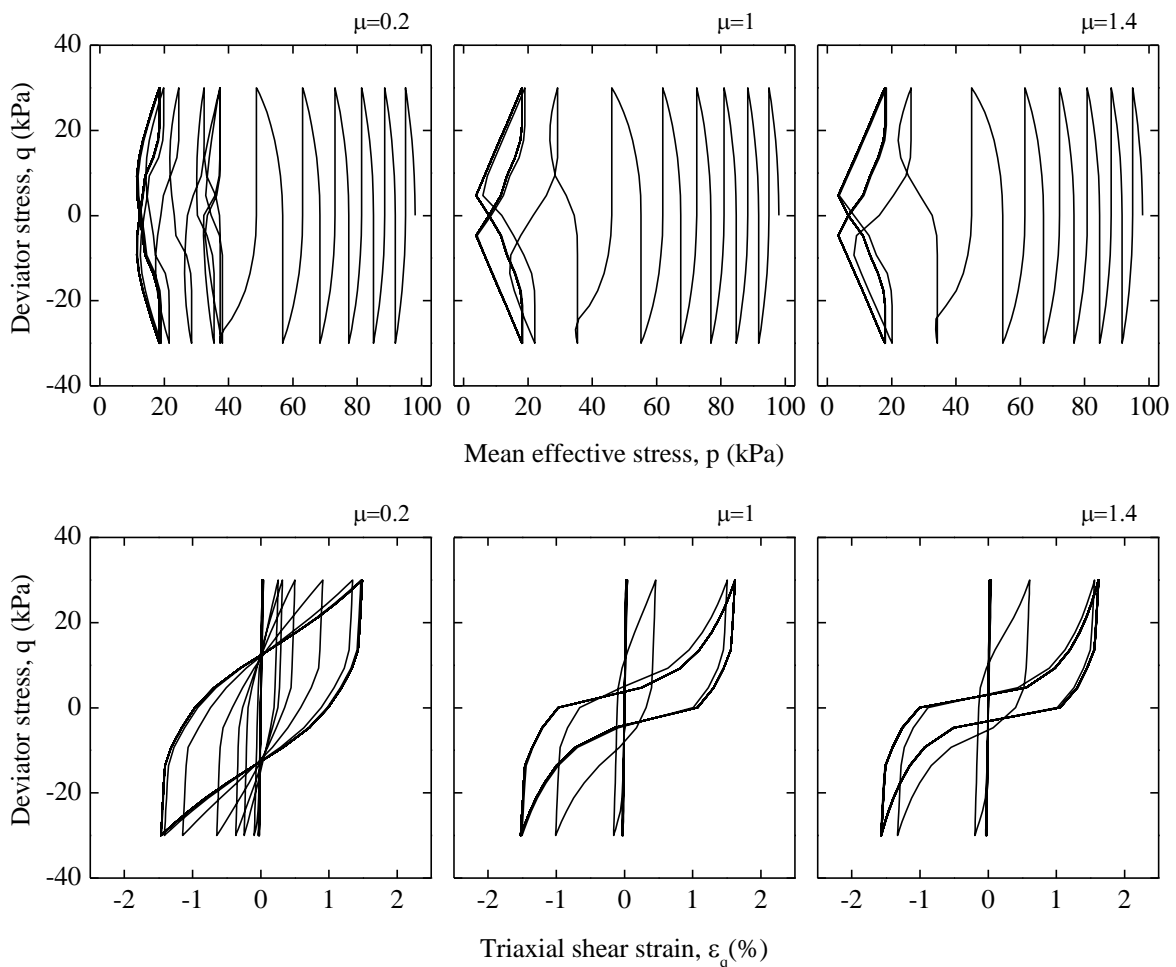 μ=0.2 μ=1 μ=1.4
40
20
0
-20
-40
Deviator stress, q (kPa)
0 20 40 60 80 100 0 20 40 60 80 100 0 20 40 60 80 100
Mean effective stress, p (kPa)
μ=0.2 μ=1 μ=1.4
40
20
0
-20
-40
Deviator stress, q (kPa)
-2 -1 0 1 2 -2 -1 0 1 2 -2 -1 0 1 2
Triaxial shear strain, εq(%)